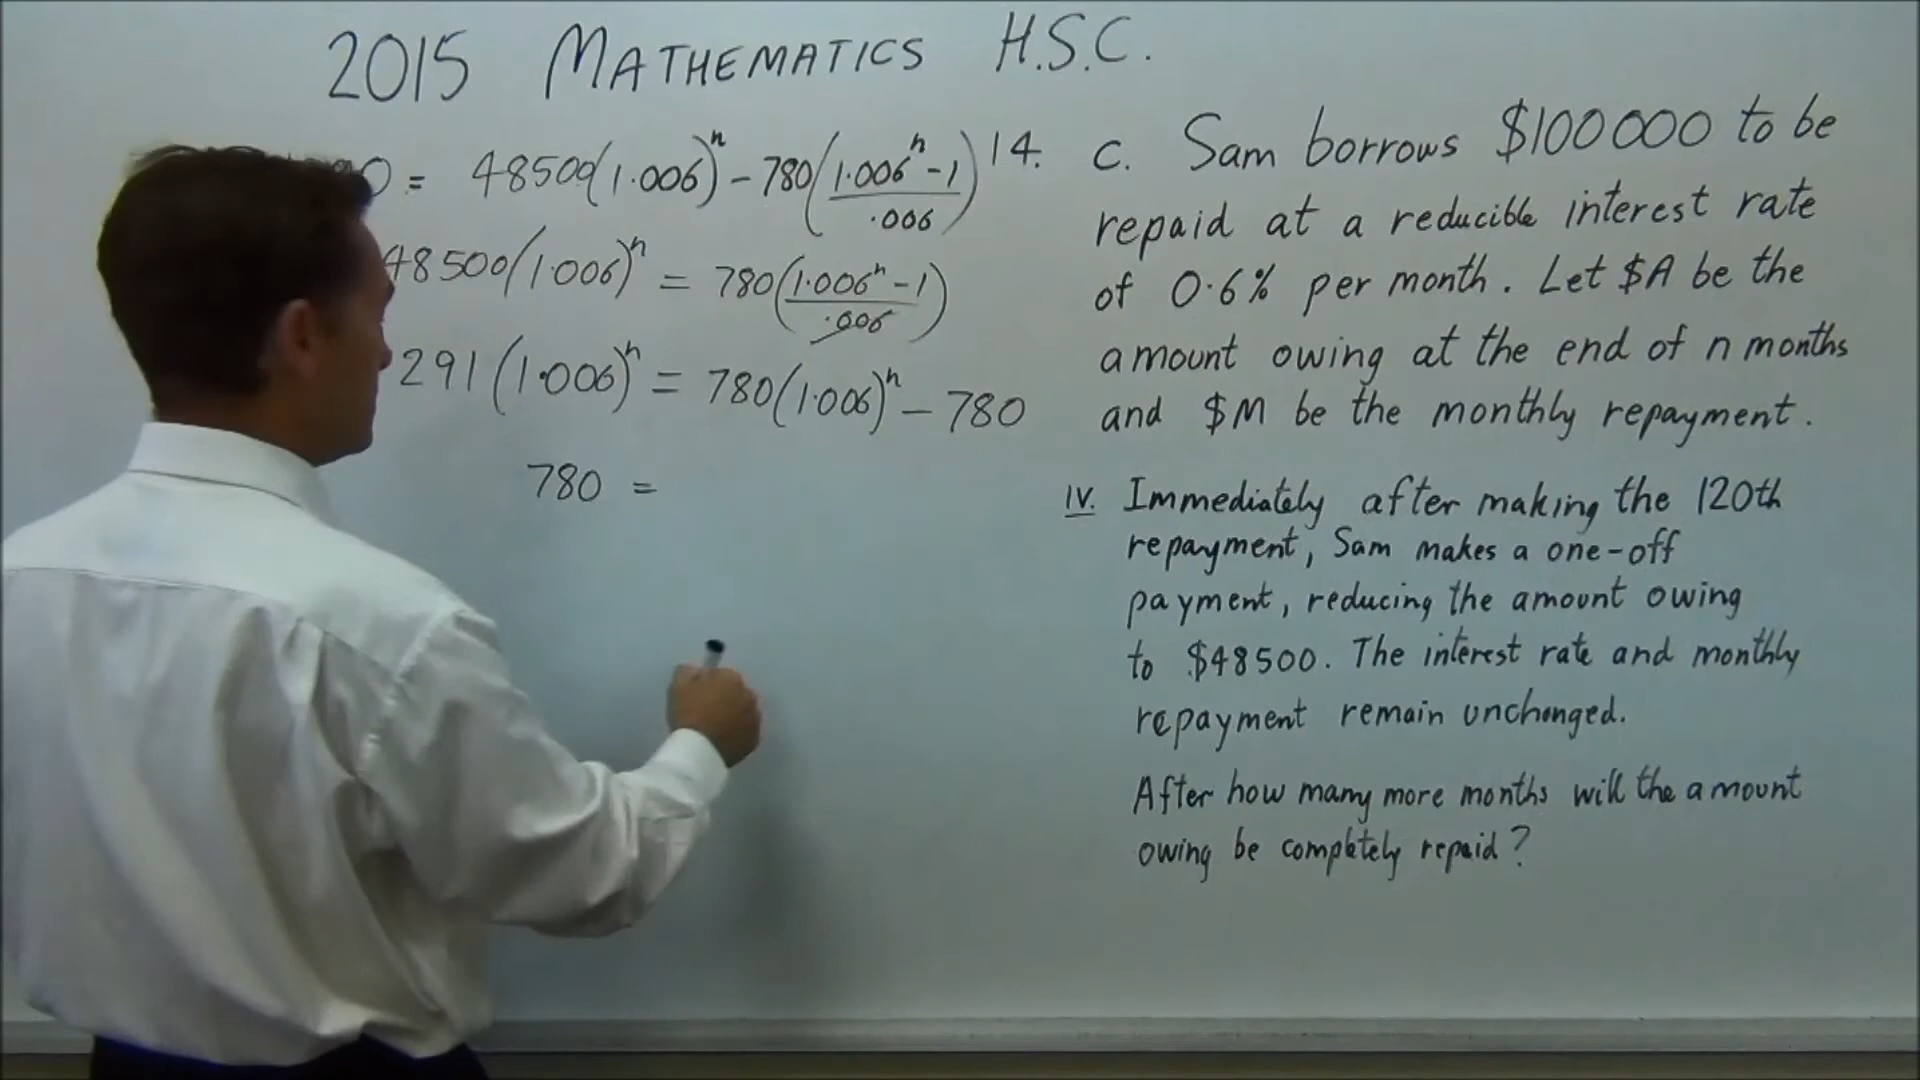 2015 MATHEMATICS H.S.C.
0 = 48500(1.006)^n - 780(1.006^n - 1 / .006)
48500(1.006)^n = 780(1.006^n - 1 / .006)
291(1.006)^n = 780(1.006)^n - 780
780 =
14. c. Sam borrows $100000 to be
repaid at a reducible interest rate
of 0.6% per month. Let $A be the
amount owing at the end of n months
and $M be the monthly repayment.
iv. Immediately after making the 120th
repayment, Sam makes a one-off
payment, reducing the amount owing
to $48500. The interest rate and monthly
repayment remain unchanged.
After how many more months will the amount
owing be completely repaid?